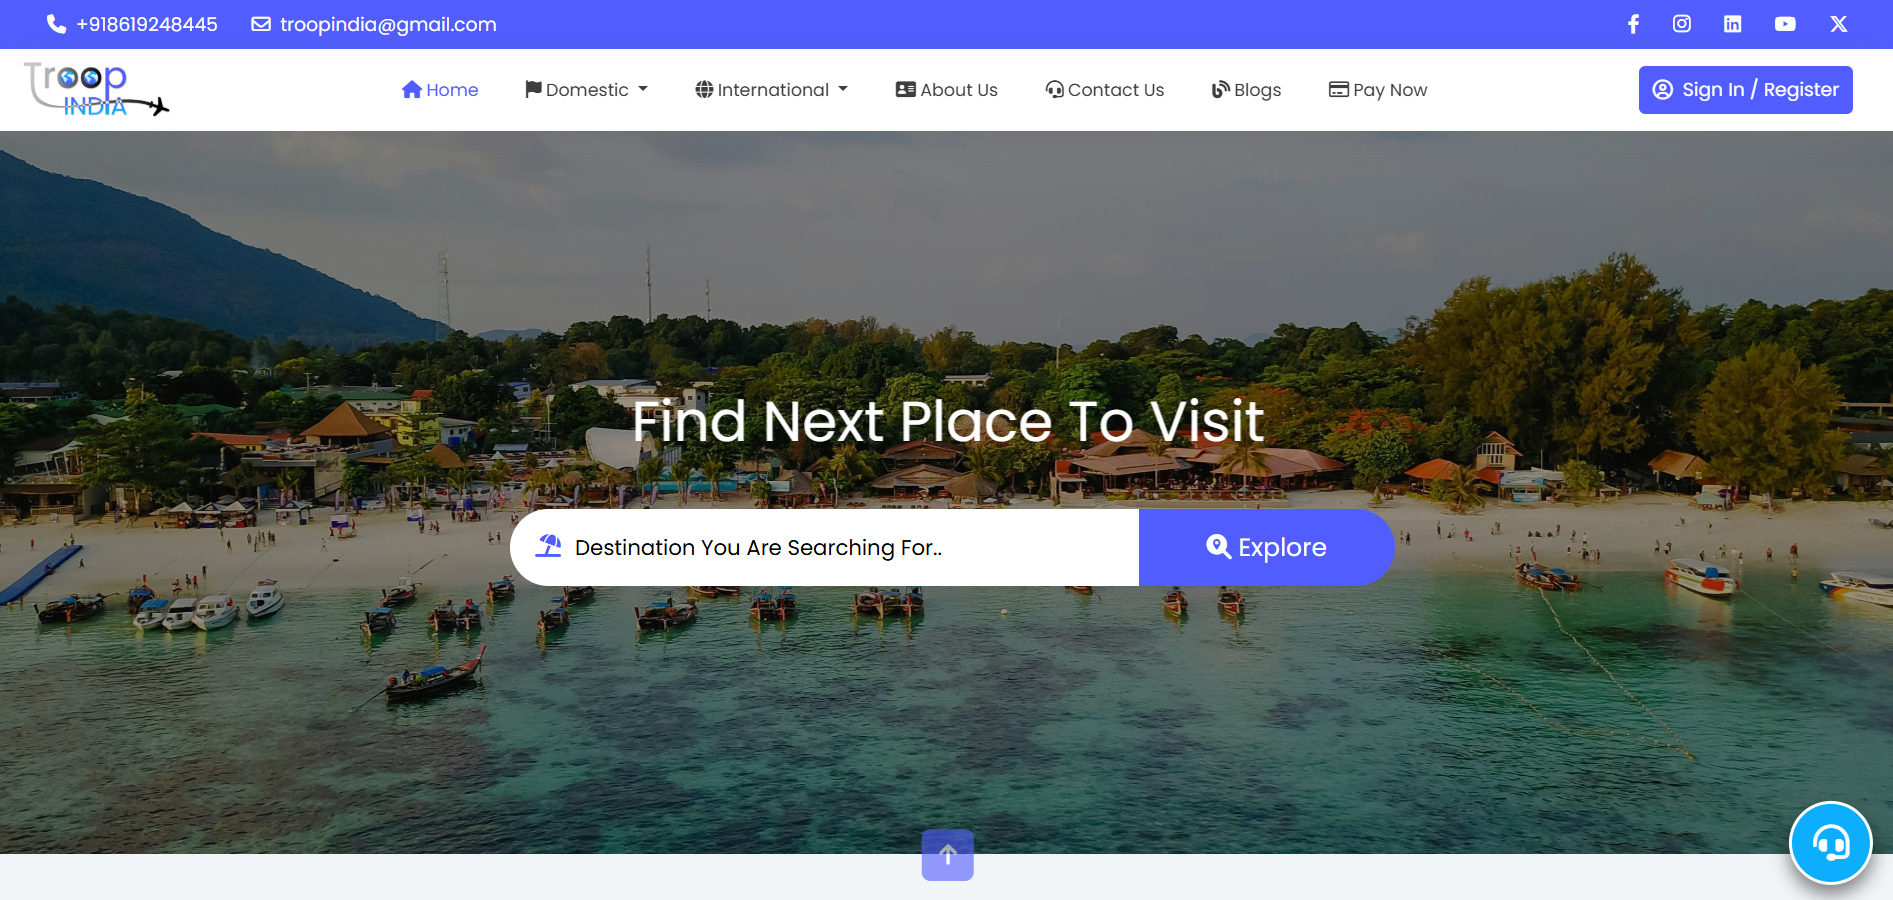 +918619248445 troopindia@gmail.com
Troop
INDIA
Home Domestic International About Us Contact Us Blogs Pay Now
Sign In / Register
Find Next Place To Visit
Destination You Are Searching For..
Explore